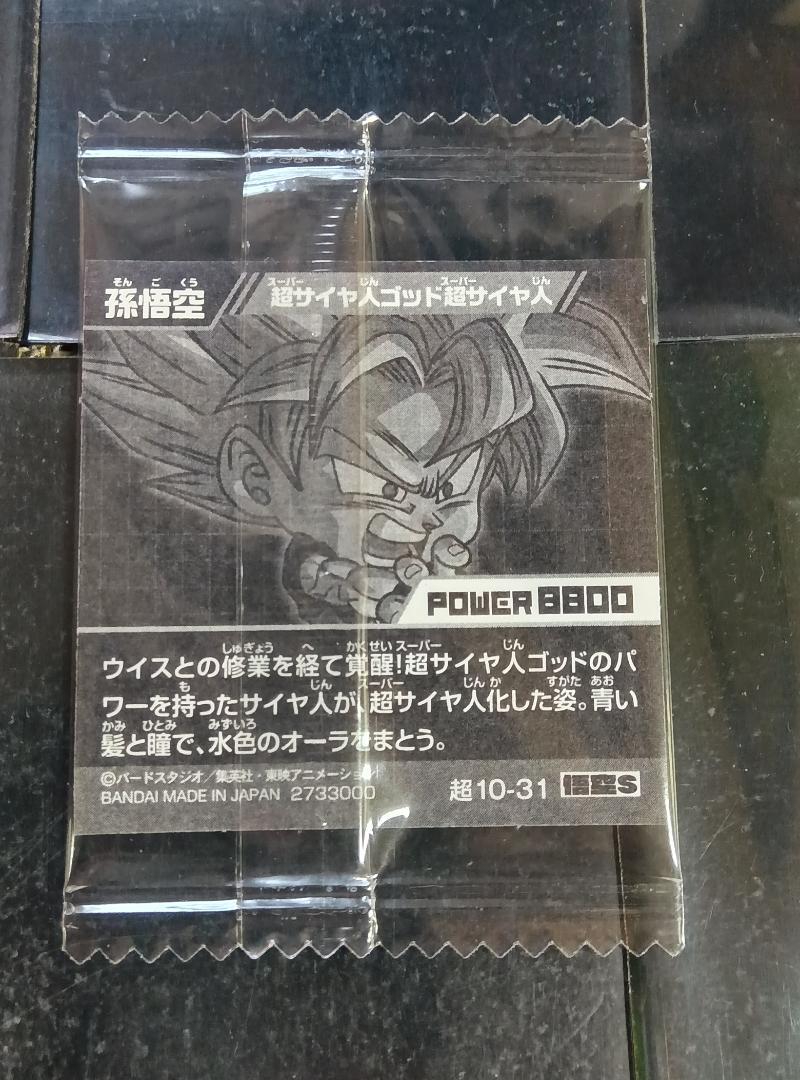 孫悟空
超サイヤ人ゴッド超サイヤ人
POWER 8800
ウイスとの修業を経て覚醒!超サイヤ人ゴッドのパ
ワーを持ったサイヤ人が、超サイヤ人化した姿。青い
髪と瞳で、水色のオーラをまとう。
©バードスタジオ/集英社・東映アニメーション
BANDAI MADE IN JAPAN 2733000
超10-31 悟空S